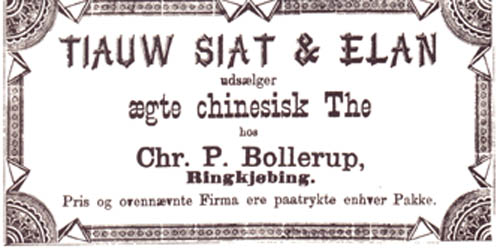 TIAUW SIAT & ELAN
udsælger
ægte chinesisk The
hos
Chr. P. Bollerup,
Ringkjøbing.
Pris og ovennævnte Firma ere paatrykte enhver Pakke.